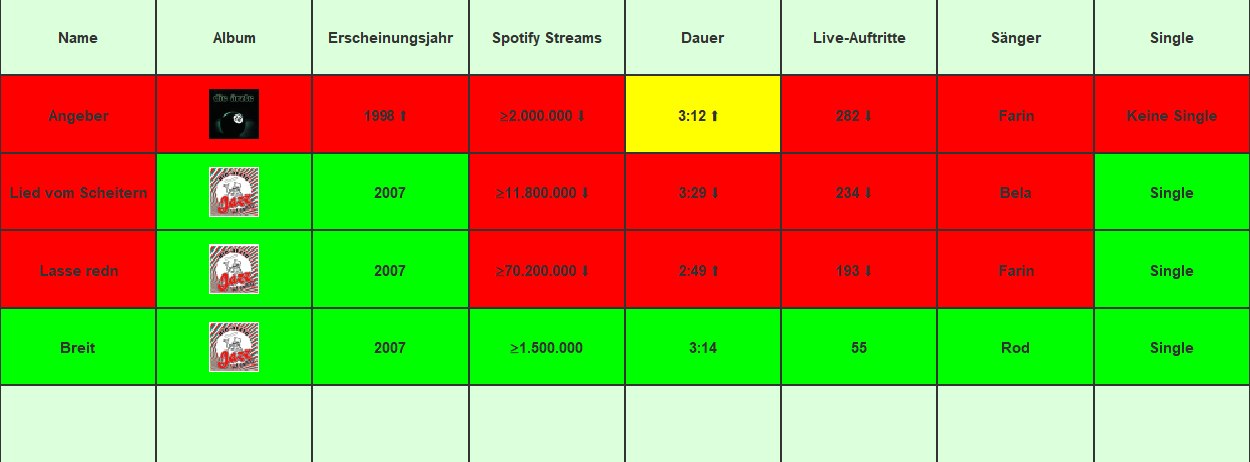 Name Album Erscheinungsjahr Spotify Streams Dauer Live-Auftritte Sänger Single
Angeber die ärzte 1998 ⬆ ≥2.000.000 ⬇ 3:12 ⬆ 282 ⬇ Farin Keine Single
Lied vom Scheitern Jazz 2007 ≥11.800.000 ⬇ 3:29 ⬇ 234 ⬇ Bela Single
Lasse redn Jazz 2007 ≥70.200.000 ⬇ 2:49 ⬆ 193 ⬇ Farin Single
Breit Jazz 2007 ≥1.500.000 3:14 55 Rod Single